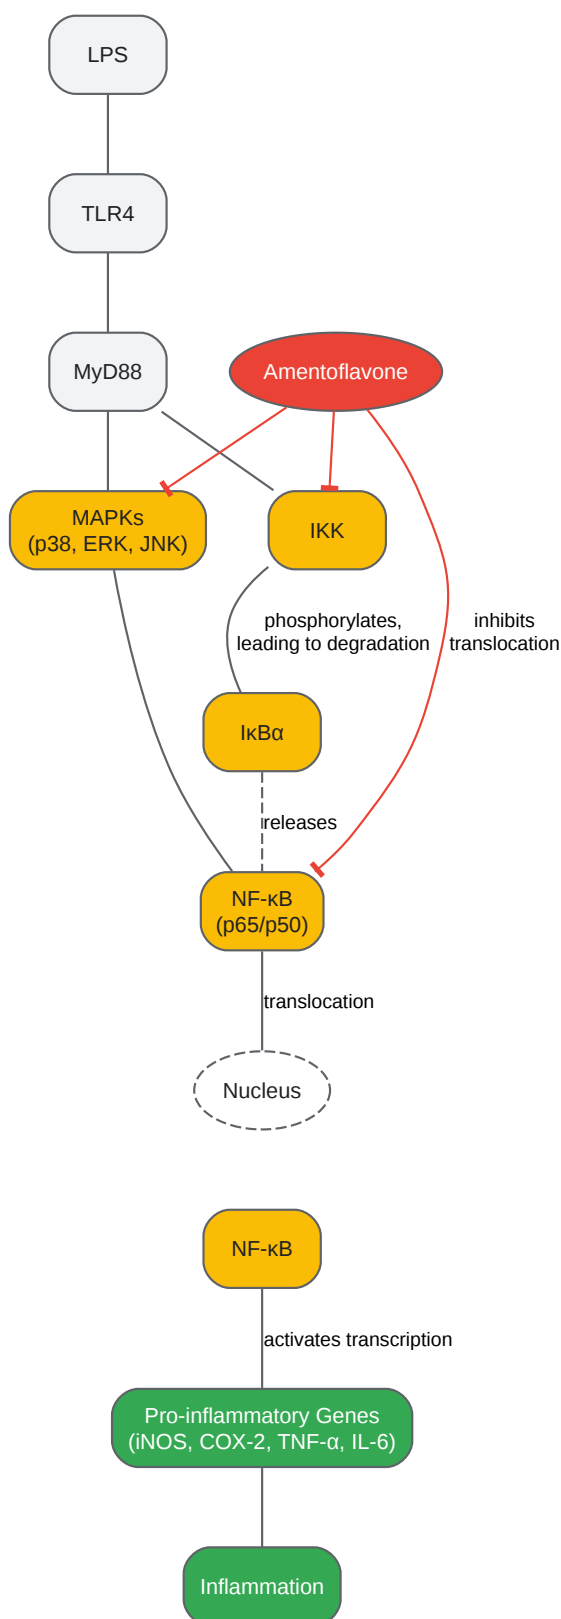 LPS
TLR4
MyD88
Amentoflavone
MAPKs
(p38, ERK, JNK)
IKK
phosphorylates,
leading to degradation
inhibits
translocation
IκBα
releases
NF-κB
(p65/p50)
translocation
Nucleus
NF-κB
activates transcription
Pro-inflammatory Genes
(iNOS, COX-2, TNF-α, IL-6)
Inflammation